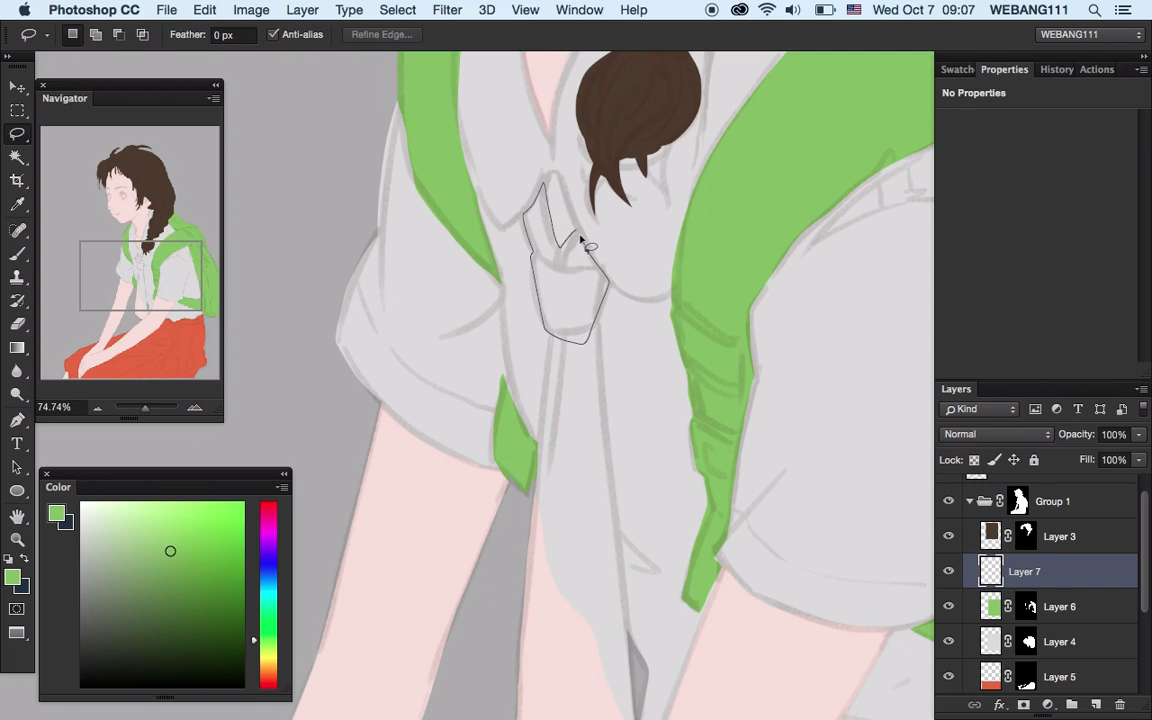 Photoshop CC File Edit Image Layer Type Select Filter 3D View Window Help Wed Oct 7 09:07 WEBANG111
Feather: 0 px Anti-alias Refine Edge... WEBANG111
Navigator
74.74%
Color
Swatch Properties History Actions
No Properties
Layers
Kind
Normal Opacity: 100%
Lock: Fill: 100%
Group 1
Layer 3
Layer 7
Layer 6
Layer 4
Layer 5